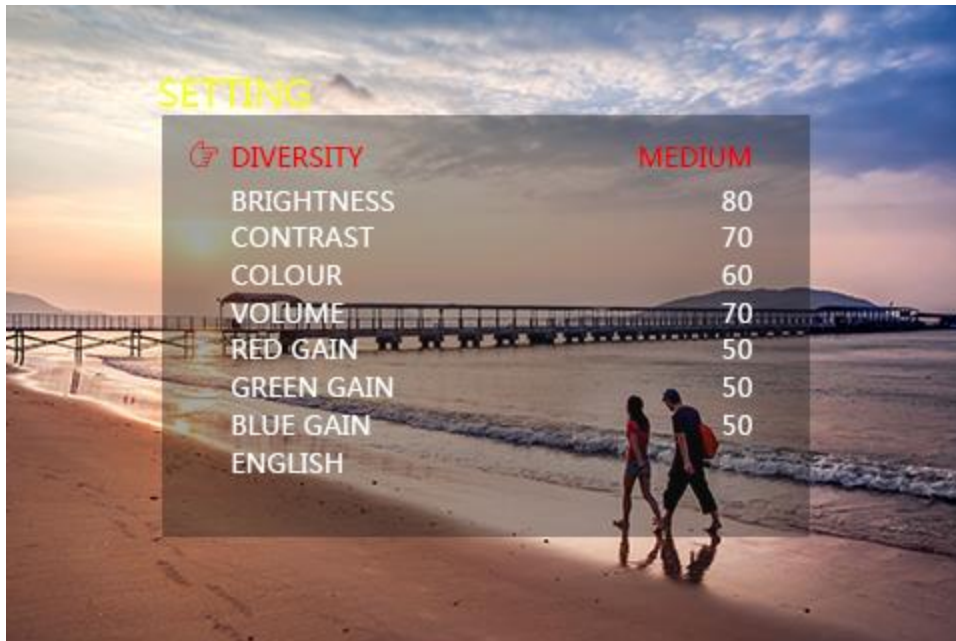 SETTING
DIVERSITY MEDIUM
BRIGHTNESS 80
CONTRAST 70
COLOUR 60
VOLUME 70
RED GAIN 50
GREEN GAIN 50
BLUE GAIN 50
ENGLISH